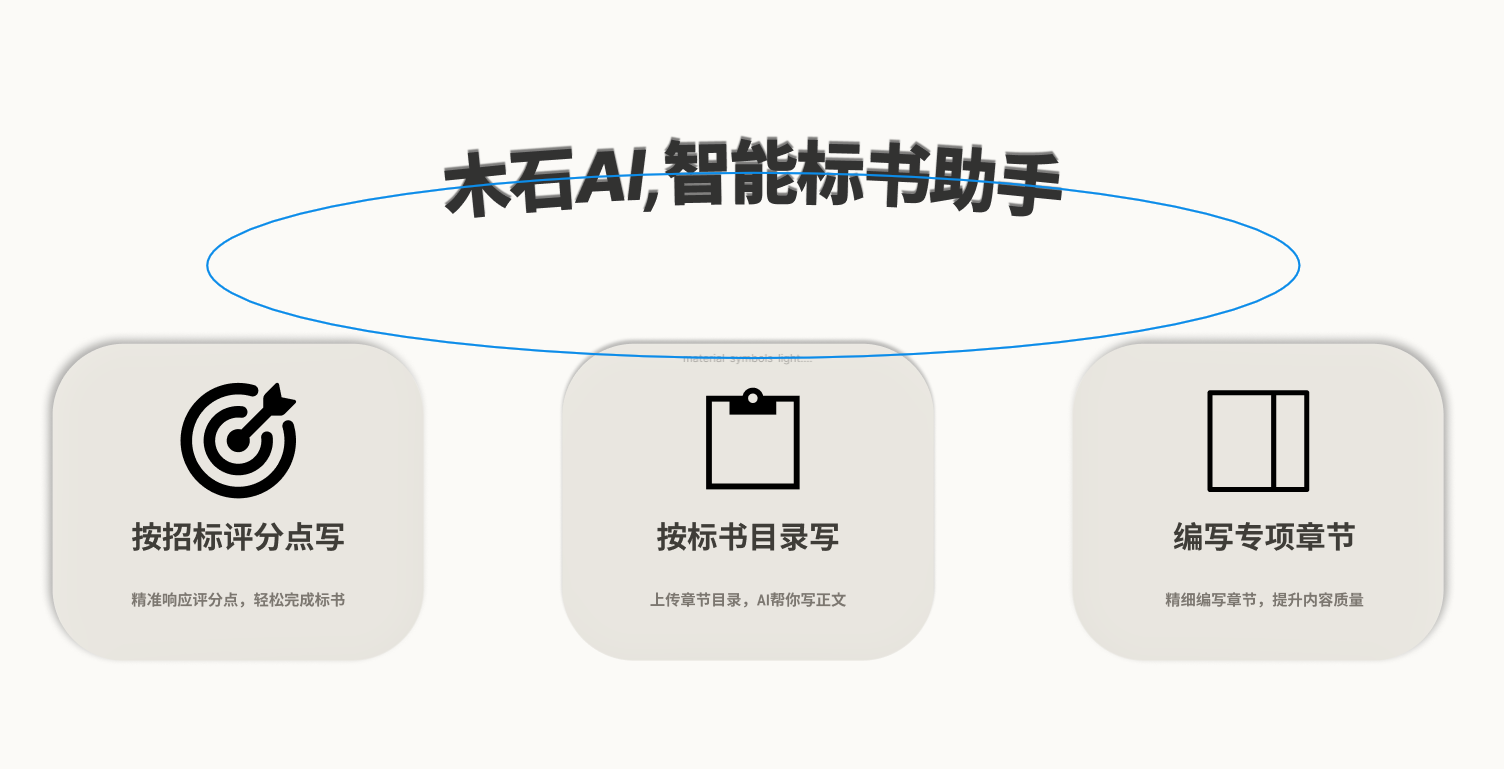 木石AI,智能标书助手
material-symbols-light:...
按招标评分点写
按标书目录写
编写专项章节
精准响应评分点，轻松完成标书
上传章节目录，AI帮你写正文
精细编写章节，提升内容质量